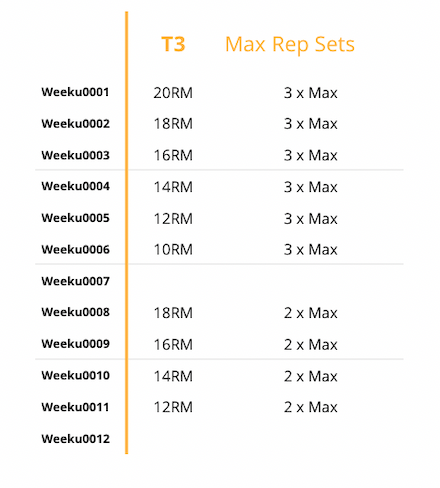 T3 Max Rep Sets
Weeku0001 20RM 3 x Max
Weeku0002 18RM 3 x Max
Weeku0003 16RM 3 x Max
Weeku0004 14RM 3 x Max
Weeku0005 12RM 3 x Max
Weeku0006 10RM 3 x Max
Weeku0007
Weeku0008 18RM 2 x Max
Weeku0009 16RM 2 x Max
Weeku0010 14RM 2 x Max
Weeku0011 12RM 2 x Max
Weeku0012